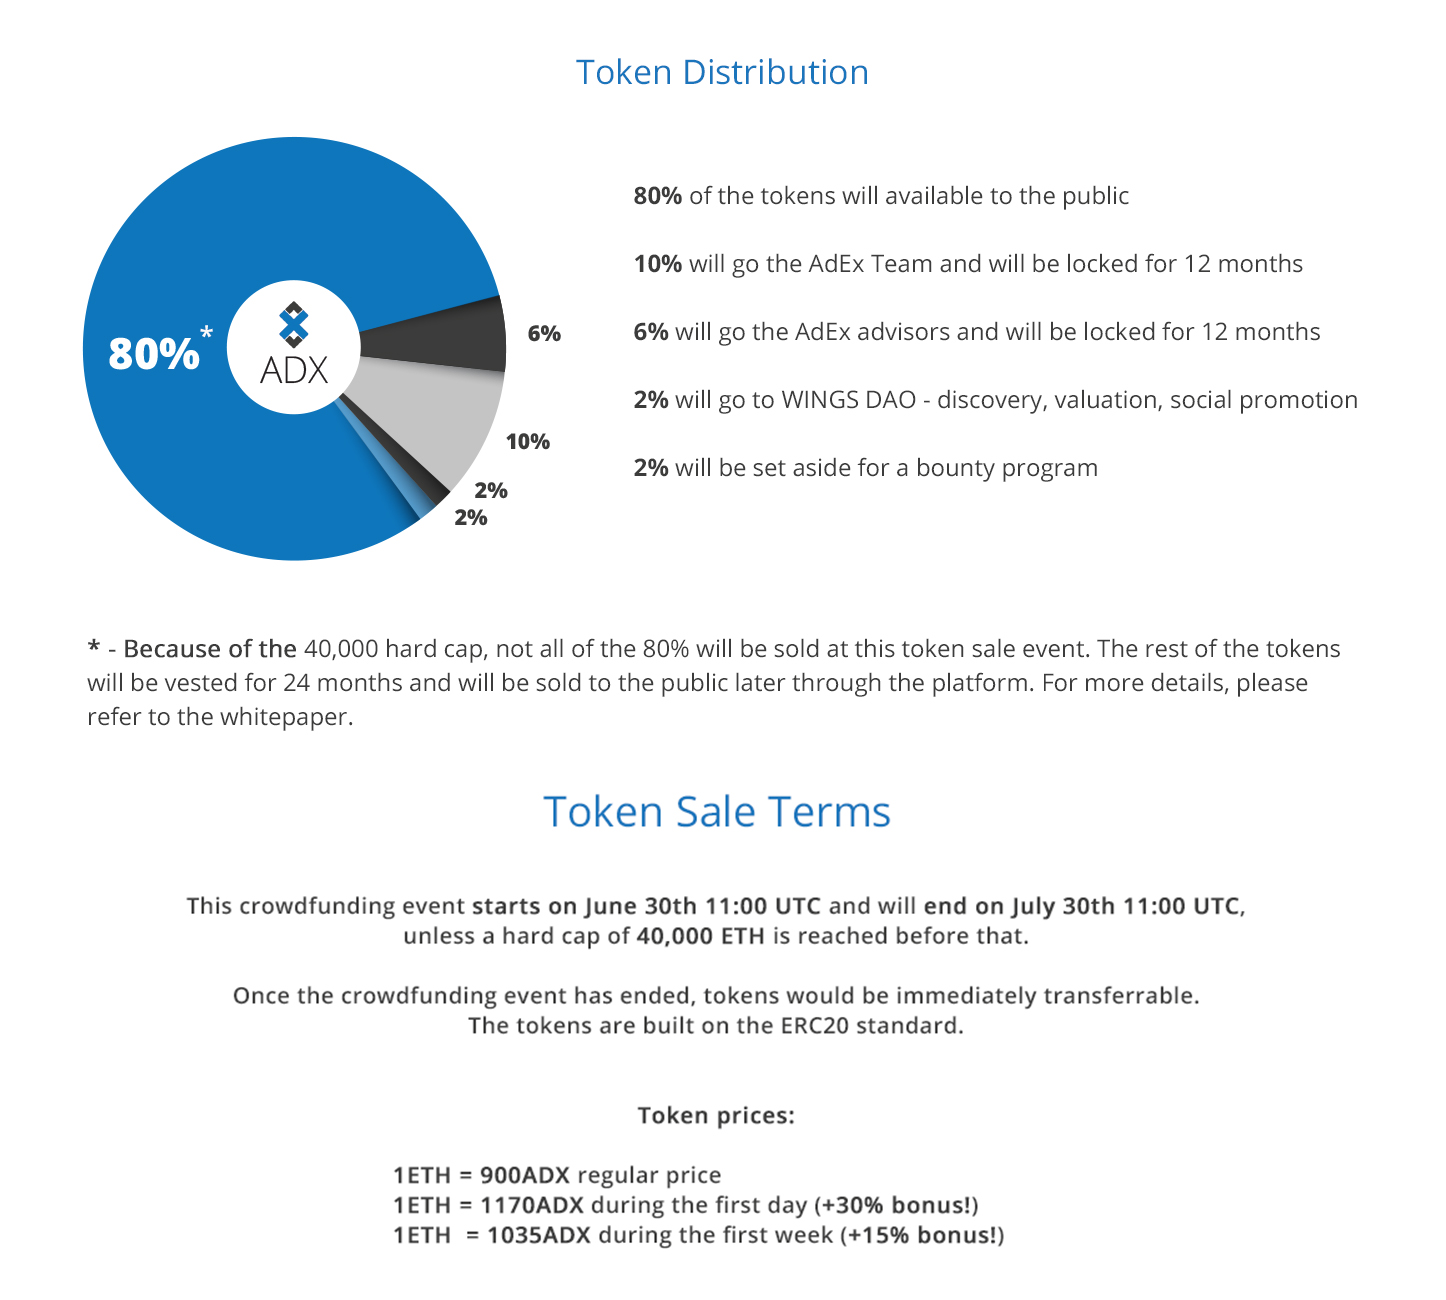 Token Distribution
80%*
ADX
6%
10%
2%
2%
80% of the tokens will available to the public
10% will go the AdEx Team and will be locked for 12 months
6% will go the AdEx advisors and will be locked for 12 months
2% will go to WINGS DAO - discovery, valuation, social promotion
2% will be set aside for a bounty program
* - Because of the 40,000 hard cap, not all of the 80% will be sold at this token sale event. The rest of the tokens
will be vested for 24 months and will be sold to the public later through the platform. For more details, please
refer to the whitepaper.
Token Sale Terms
This crowdfunding event starts on June 30th 11:00 UTC and will end on July 30th 11:00 UTC,
unless a hard cap of 40,000 ETH is reached before that.
Once the crowdfunding event has ended, tokens would be immediately transferrable.
The tokens are built on the ERC20 standard.
Token prices:
1ETH = 900ADX regular price
1ETH = 1170ADX during the first day (+30% bonus!)
1ETH = 1035ADX during the first week (+15% bonus!)